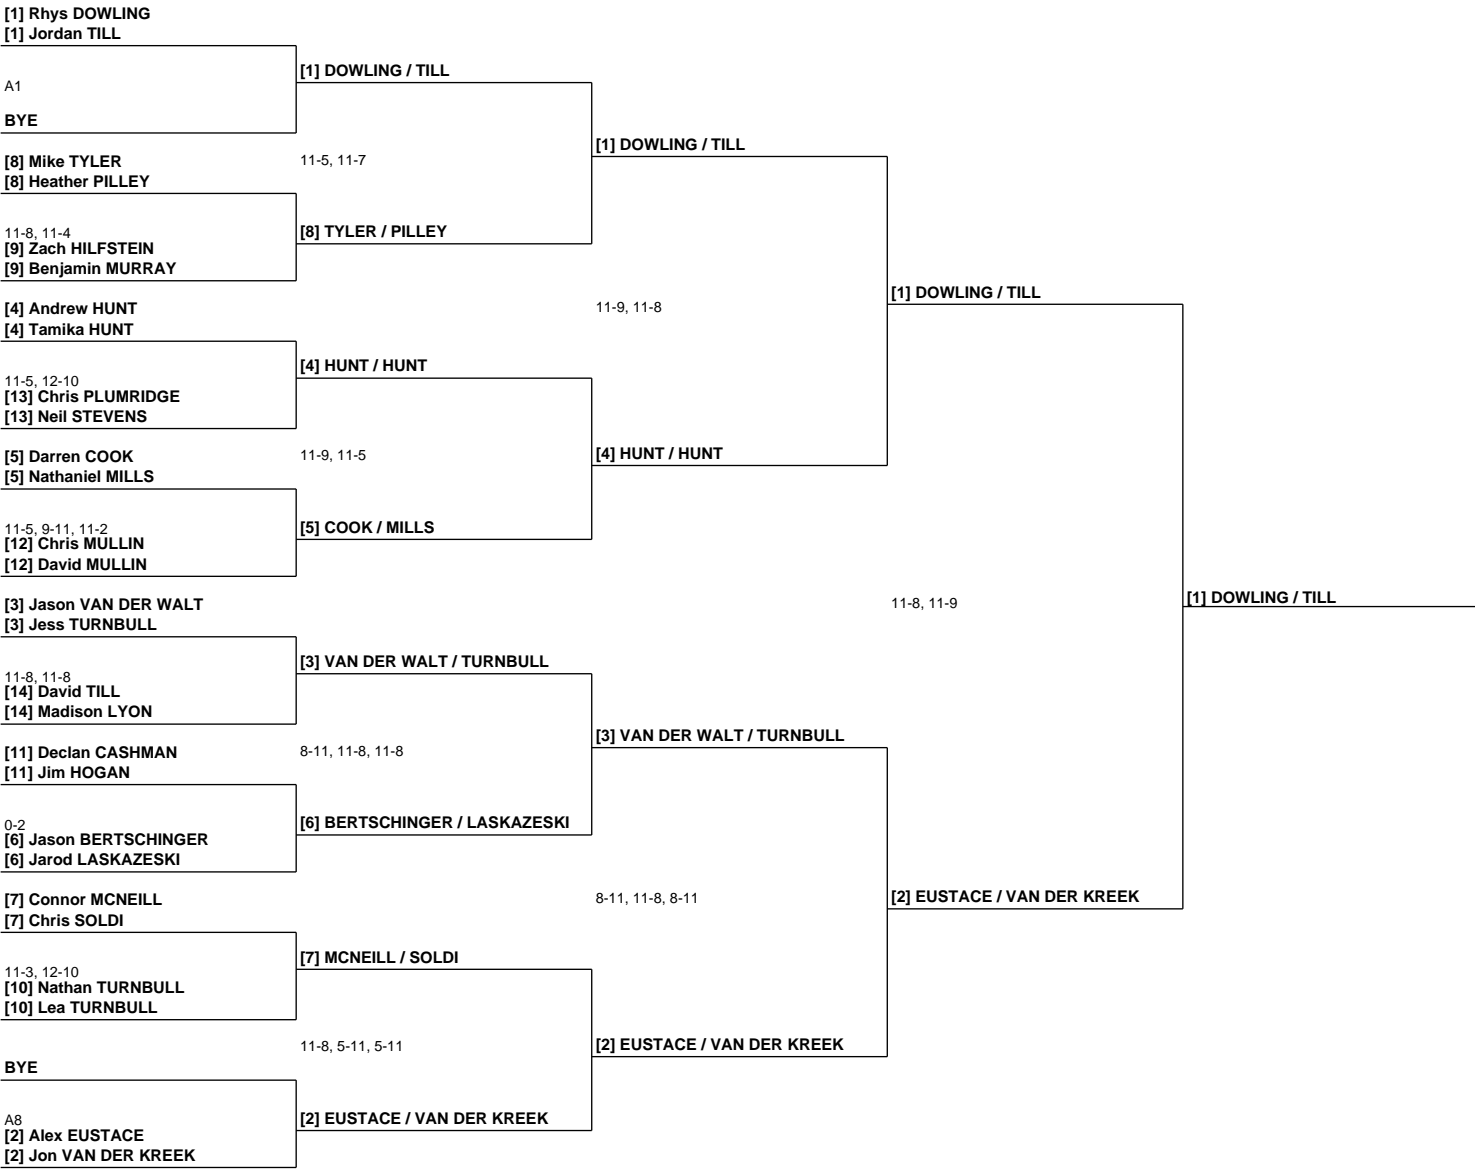 [1] Rhys DOWLING
[1] Jordan TILL
[1] DOWLING / TILL
A1
BYE
[1] DOWLING / TILL
[8] Mike TYLER
11-5, 11-7
[8] Heather PILLEY
[8] TYLER / PILLEY
11-8, 11-4
[9] Zach HILFSTEIN
[9] Benjamin MURRAY
[1] DOWLING / TILL
[4] Andrew HUNT
11-9, 11-8
[4] Tamika HUNT
[4] HUNT / HUNT
11-5, 12-10
[13] Chris PLUMRIDGE
[13] Neil STEVENS
[5] Darren COOK
11-9, 11-5
[4] HUNT / HUNT
[5] Nathaniel MILLS
[5] COOK / MILLS
11-5, 9-11, 11-2
[12] Chris MULLIN
[12] David MULLIN
[3] Jason VAN DER WALT
11-8, 11-9
[1] DOWLING / TILL
[3] Jess TURNBULL
[3] VAN DER WALT / TURNBULL
11-8, 11-8
[14] David TILL
[14] Madison LYON
[3] VAN DER WALT / TURNBULL
[11] Declan CASHMAN
8-11, 11-8, 11-8
[11] Jim HOGAN
[6] BERTSCHINGER / LASKAZESKI
0-2
[6] Jason BERTSCHINGER
[6] Jarod LASKAZESKI
[7] Connor MCNEILL
8-11, 11-8, 8-11
[2] EUSTACE / VAN DER KREEK
[7] Chris SOLDI
[7] MCNEILL / SOLDI
11-3, 12-10
[10] Nathan TURNBULL
[10] Lea TURNBULL
11-8, 5-11, 5-11
[2] EUSTACE / VAN DER KREEK
BYE
[2] EUSTACE / VAN DER KREEK
A8
[2] Alex EUSTACE
[2] Jon VAN DER KREEK